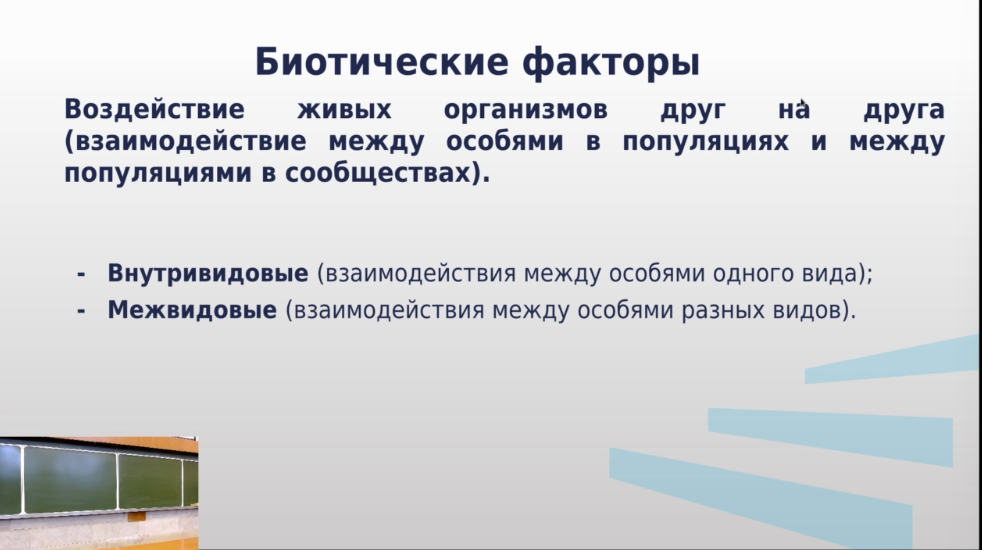 Биотические факторы
Воздействие живых организмов друг на друга
(взаимодействие между особями в популяциях и между
популяциями в сообществах).
- Внутривидовые (взаимодействия между особями одного вида);
- Межвидовые (взаимодействия между особями разных видов).